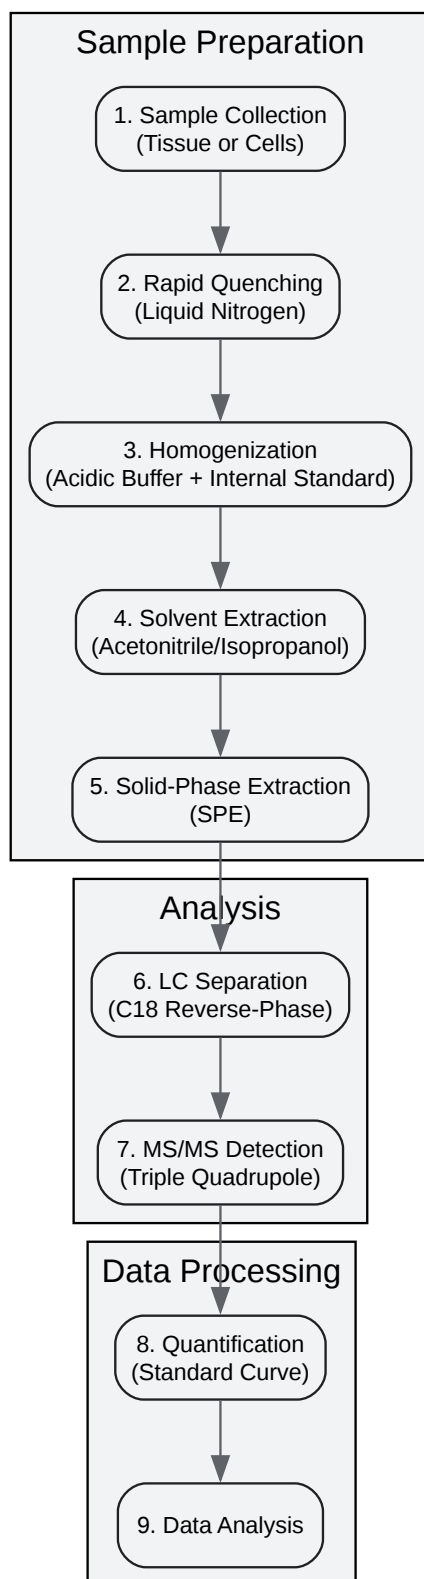 Sample Preparation
1. Sample Collection
(Tissue or Cells)
2. Rapid Quenching
(Liquid Nitrogen)
3. Homogenization
(Acidic Buffer + Internal Standard)
4. Solvent Extraction
(Acetonitrile/Isopropanol)
5. Solid-Phase Extraction
(SPE)
Analysis
6. LC Separation
(C18 Reverse-Phase)
7. MS/MS Detection
(Triple Quadrupole)
Data Processing
8. Quantification
(Standard Curve)
9. Data Analysis